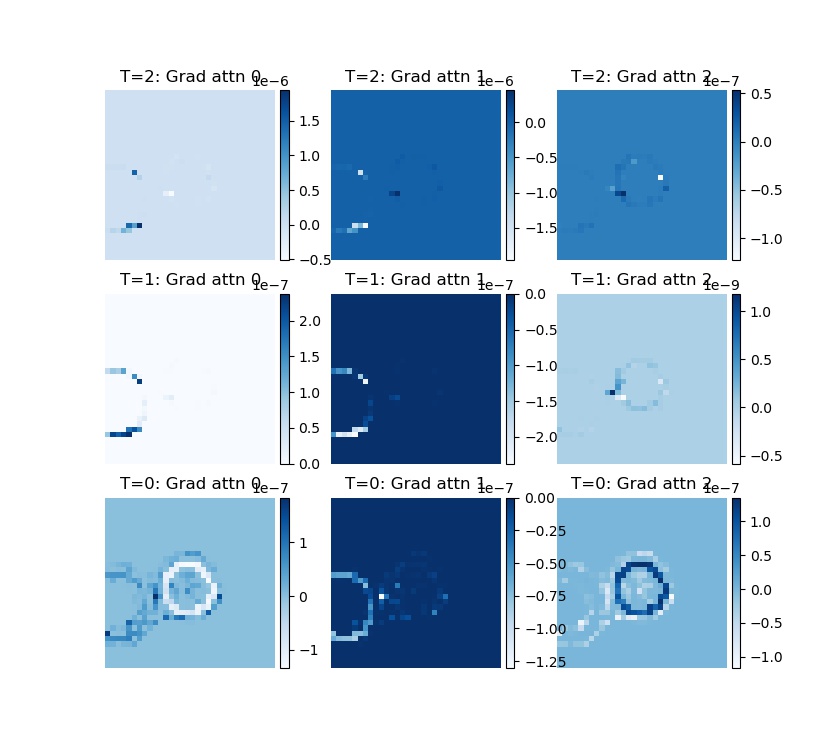 T=2: Grad attn 0
1e−6
T=2: Grad attn 1
1e−6
T=2: Grad attn 2
1e−7
1.5
1.0
0.5
0.0
−0.5
0.0
−0.5
−1.0
−1.5
0.5
0.0
−0.5
−1.0
T=1: Grad attn 0
1e−7
T=1: Grad attn 1
1e−7
T=1: Grad attn 2
1e−9
2.0
1.5
1.0
0.5
0.0
0.0
−0.5
−1.0
−1.5
−2.0
1.0
0.5
0.0
−0.5
T=0: Grad attn 0
1e−7
T=0: Grad attn 1
1e−7
T=0: Grad attn 2
1e−7
1
0
−1
0.00
−0.25
−0.50
−0.75
−1.00
−1.25
1.0
0.5
0.0
−0.5
−1.0